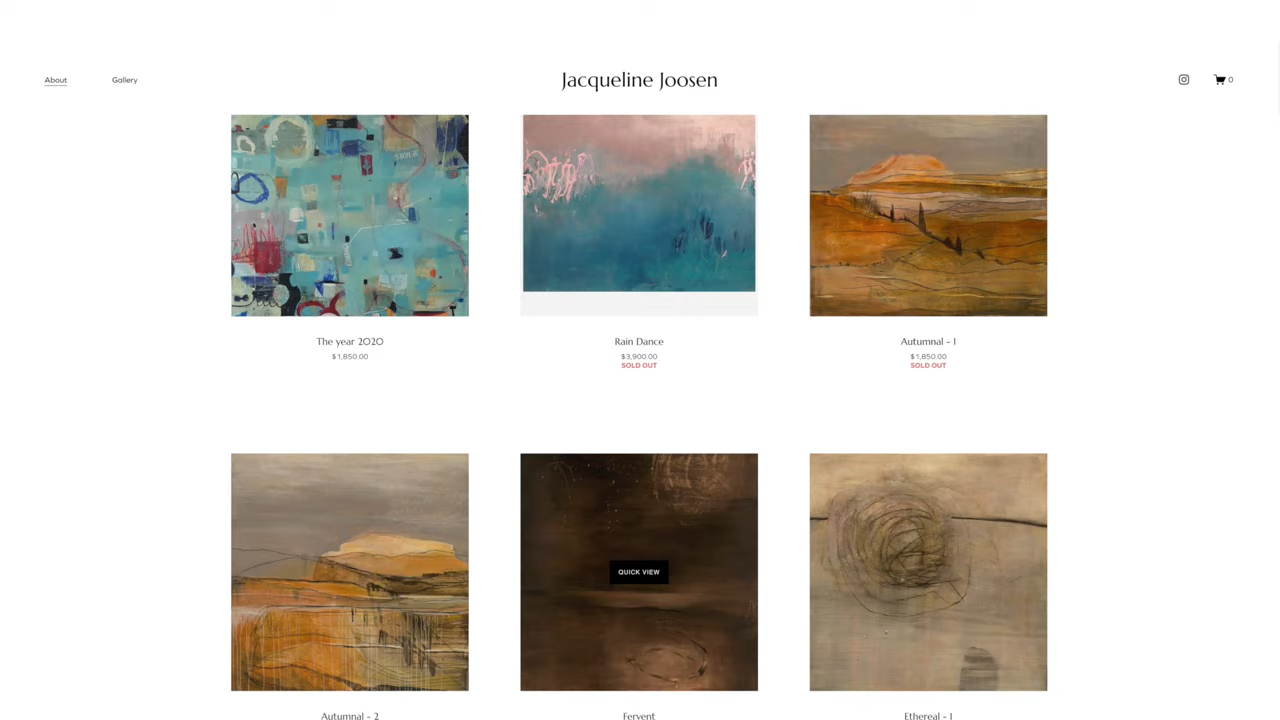 About
Gallery
Jacqueline Joosen
0
The year 2020
$1,850.00
Rain Dance
$3,900.00
SOLD OUT
Autumnal - 1
$1,850.00
SOLD OUT
QUICK VIEW
Autumnal - 2
Fervent
Ethereal - 1